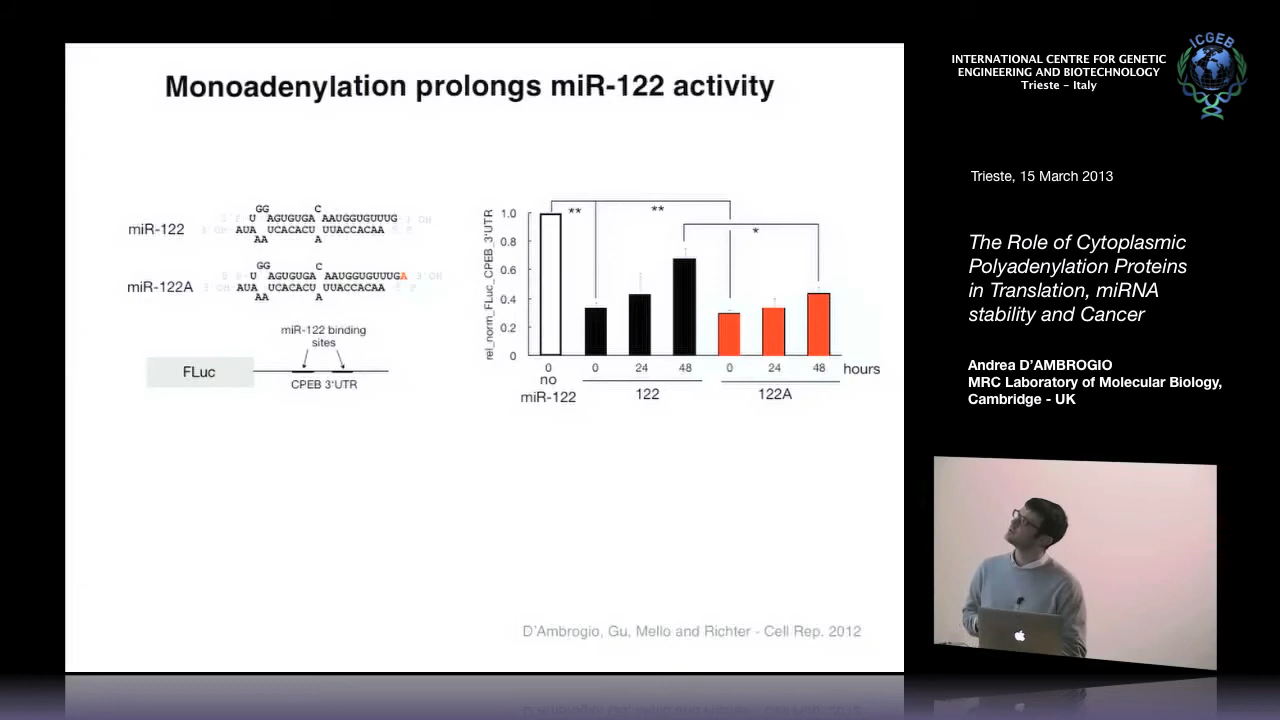 Monoadenylation prolongs miR-122 activity
miR-122
GG C
U AGUGUGA AAUGGUGUUUG
AUA UCACACU UUACCACAA
AA A
miR-122A
GG C
U AGUGUGA AAUGGUGUUUGA
AUA UCACACU UUACCACAA
AA A
miR-122 binding
sites
FLuc
CPEB 3'UTR
rel_norm_FLuc_CPEB_3'UTR
1.0
0.8
0.6
0.4
0.2
0
** ** *
0 0 24 48 0 24 48 hours
no
miR-122
122 122A
D'Ambrogio, Gu, Mello and Richter - Cell Rep. 2012
INTERNATIONAL CENTRE FOR GENETIC
ENGINEERING AND BIOTECHNOLOGY
Trieste - Italy
ICGEB
Trieste, 15 March 2013
The Role of Cytoplasmic
Polyadenylation Proteins
in Translation, miRNA
stability and Cancer
Andrea D'AMBROGIO
MRC Laboratory of Molecular Biology,
Cambridge - UK